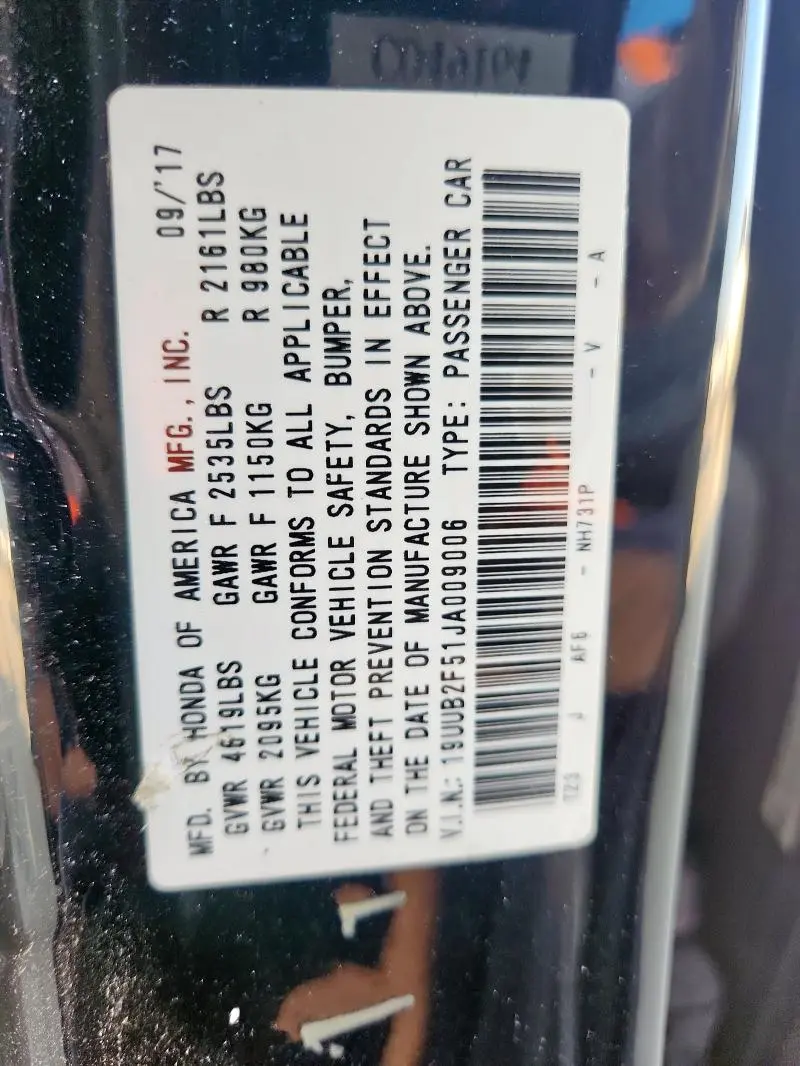 MFD. BY HONDA OF AMERICA MFG., INC. 09/'17
GVWR 4619LBS GAWR F 2535LBS R 2161LBS
GVWR 2095KG GAWR F 1150KG R 980KG
THIS VEHICLE CONFORMS TO ALL APPLICABLE
FEDERAL MOTOR VEHICLE SAFETY, BUMPER,
AND THEFT PREVENTION STANDARDS IN EFFECT
ON THE DATE OF MANUFACTURE SHOWN ABOVE.
V.I.N.: 19UUB2F51JA009006 TYPE: PASSENGER CAR
TZ3 J AF6 - NH731P - V - A